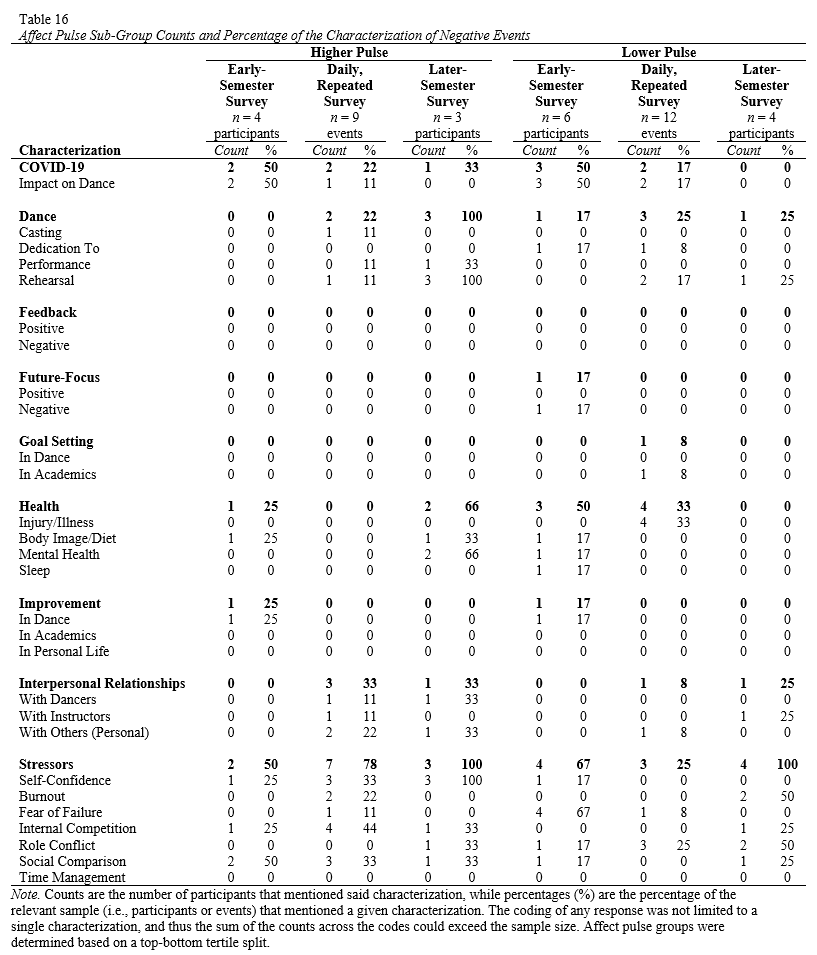 Table 16
Affect Pulse Sub-Group Counts and Percentage of the Characterization of Negative Events
Higher Pulse Lower Pulse
Early- Daily, Later- Early- Daily, Later-
Semester Repeated Semester Semester Repeated Semester
Survey Survey Survey Survey Survey Survey
n = 4 n = 9 n = 3 n = 6 n = 12 n = 4
participants events participants participants events participants
Characterization Count % Count % Count % Count % Count % Count %
COVID-19 2 50 2 22 1 33 3 50 2 17 0 0
Impact on Dance 2 50 1 11 0 0 3 50 2 17 0 0
Dance 0 0 2 22 3 100 1 17 3 25 1 25
Casting 0 0 1 11 0 0 0 0 0 0 0 0
Dedication To 0 0 0 0 0 0 1 17 1 8 0 0
Performance 0 0 0 11 1 33 0 0 0 0 0 0
Rehearsal 0 0 1 11 3 100 0 0 2 17 1 25
Feedback 0 0 0 0 0 0 0 0 0 0 0 0
Positive 0 0 0 0 0 0 0 0 0 0 0 0
Negative 0 0 0 0 0 0 0 0 0 0 0 0
Future-Focus 0 0 0 0 0 0 1 17 0 0 0 0
Positive 0 0 0 0 0 0 0 0 0 0 0 0
Negative 0 0 0 0 0 0 1 17 0 0 0 0
Goal Setting 0 0 0 0 0 0 0 0 1 8 0 0
In Dance 0 0 0 0 0 0 0 0 0 0 0 0
In Academics 0 0 0 0 0 0 0 0 1 8 0 0
Health 1 25 0 0 2 66 3 50 4 33 0 0
Injury/Illness 0 0 0 0 0 0 0 0 4 33 0 0
Body Image/Diet 1 25 0 0 1 33 1 17 0 0 0 0
Mental Health 0 0 0 0 2 66 1 17 0 0 0 0
Sleep 0 0 0 0 0 0 1 17 0 0 0 0
Improvement 1 25 0 0 0 0 1 17 0 0 0 0
In Dance 1 25 0 0 0 0 1 17 0 0 0 0
In Academics 0 0 0 0 0 0 0 0 0 0 0 0
In Personal Life 0 0 0 0 0 0 0 0 0 0 0 0
Interpersonal Relationships 0 0 3 33 1 33 0 0 1 8 1 25
With Dancers 0 0 1 11 1 33 0 0 0 0 0 0
With Instructors 0 0 1 11 0 0 0 0 0 0 1 25
With Others (Personal) 0 0 2 22 1 33 0 0 1 8 0 0
Stressors 2 50 7 78 3 100 4 67 3 25 4 100
Self-Confidence 1 25 3 33 3 100 1 17 0 0 0 0
Burnout 0 0 2 22 0 0 0 0 0 0 2 50
Fear of Failure 0 0 1 11 0 0 4 67 1 8 0 0
Internal Competition 1 25 4 44 1 33 0 0 0 0 1 25
Role Conflict 0 0 0 0 1 33 1 17 3 25 2 50
Social Comparison 2 50 3 33 1 33 1 17 0 0 1 25
Time Management 0 0 0 0 0 0 0 0 0 0 0 0
Note. Counts are the number of participants that mentioned said characterization, while percentages (%) are the percentage of the
relevant sample (i.e., participants or events) that mentioned a given characterization. The coding of any response was not limited to a
single characterization, and thus the sum of the counts across the codes could exceed the sample size. Affect pulse groups were
determined based on a top-bottom tertile split.